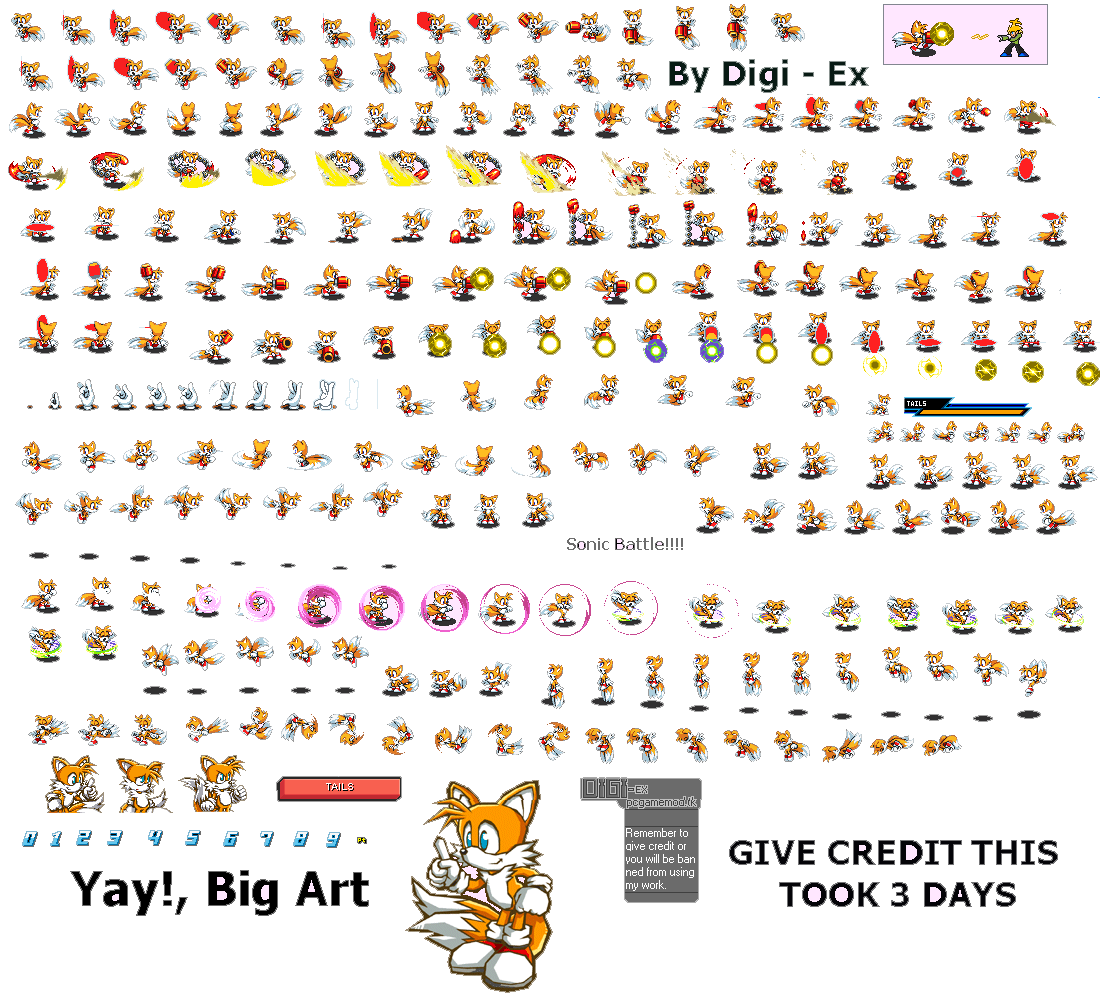 By Digi - Ex
TAILS
Sonic Battle!!!!
TAILS
DiGi-EX
pcgamemod.tk
Remember to
give credit or
you will be ban
ned from using
my work.
0 1 2 3 4 5 6 7 8 9
Yay!, Big Art
GIVE CREDIT THIS
TOOK 3 DAYS